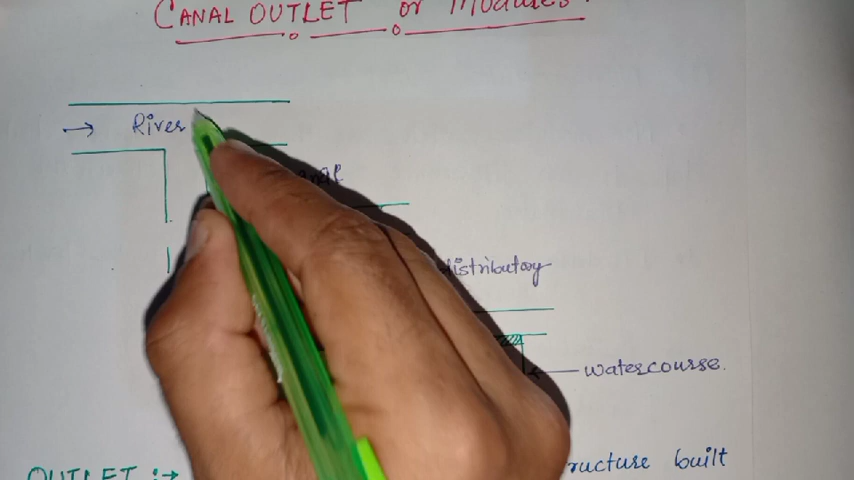 CANAL OUTLET or Modules.
River
distributory
watercourse.
OUTLET :→ ructure built